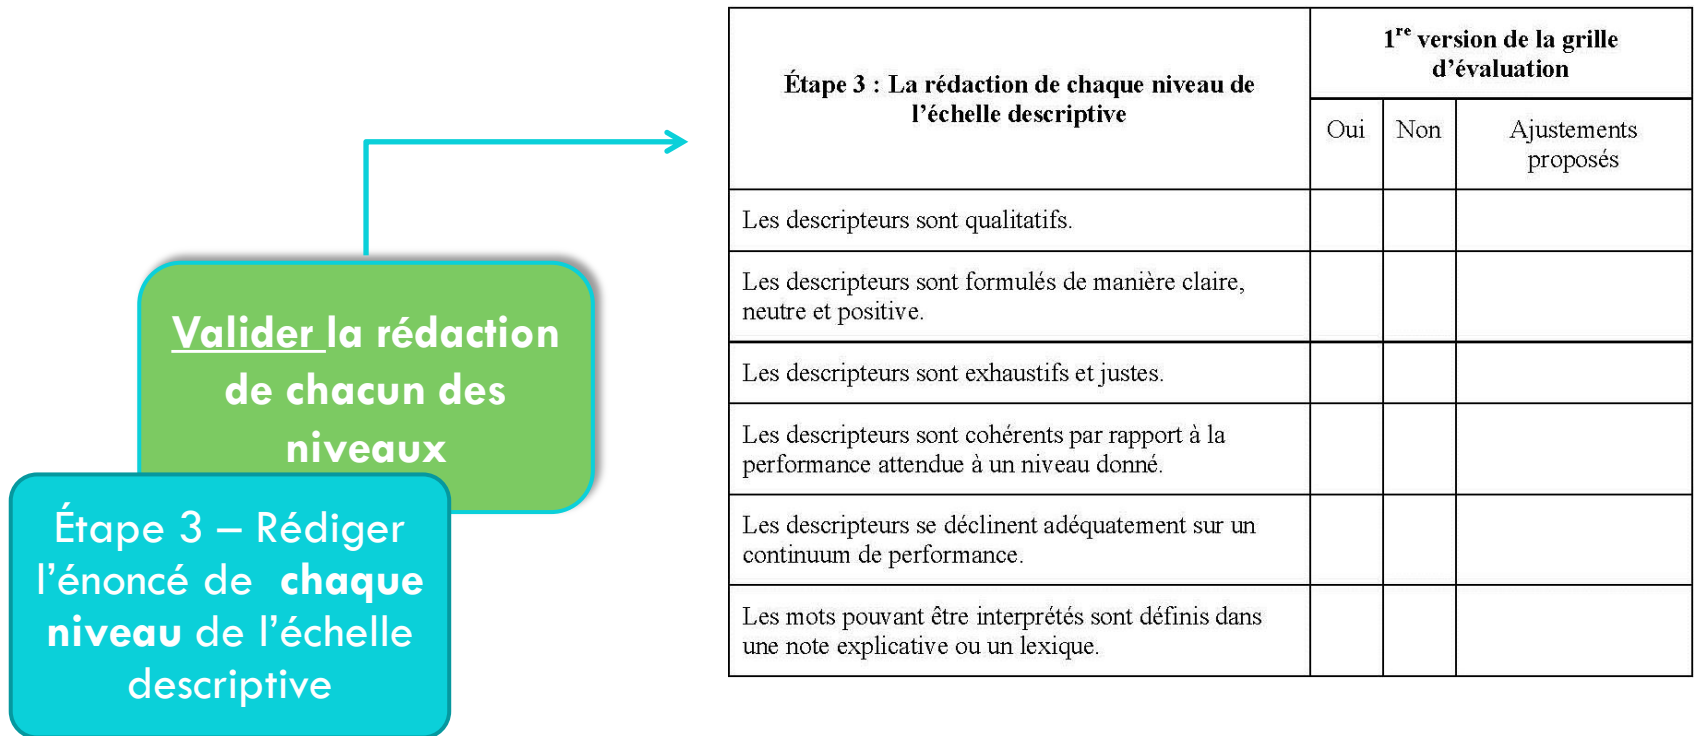 Valider la rédaction
de chacun des
niveaux
Étape 3 – Rédiger
l’énoncé de chaque
niveau de l’échelle
descriptive
Étape 3 : La rédaction de chaque niveau de
l’échelle descriptive
1re version de la grille
d’évaluation
Oui
Non
Ajustements
proposés
Les descripteurs sont qualitatifs.
Les descripteurs sont formulés de manière claire,
neutre et positive.
Les descripteurs sont exhaustifs et justes.
Les descripteurs sont cohérents par rapport à la
performance attendue à un niveau donné.
Les descripteurs se déclinent adéquatement sur un
continuum de performance.
Les mots pouvant être interprétés sont définis dans
une note explicative ou un lexique.